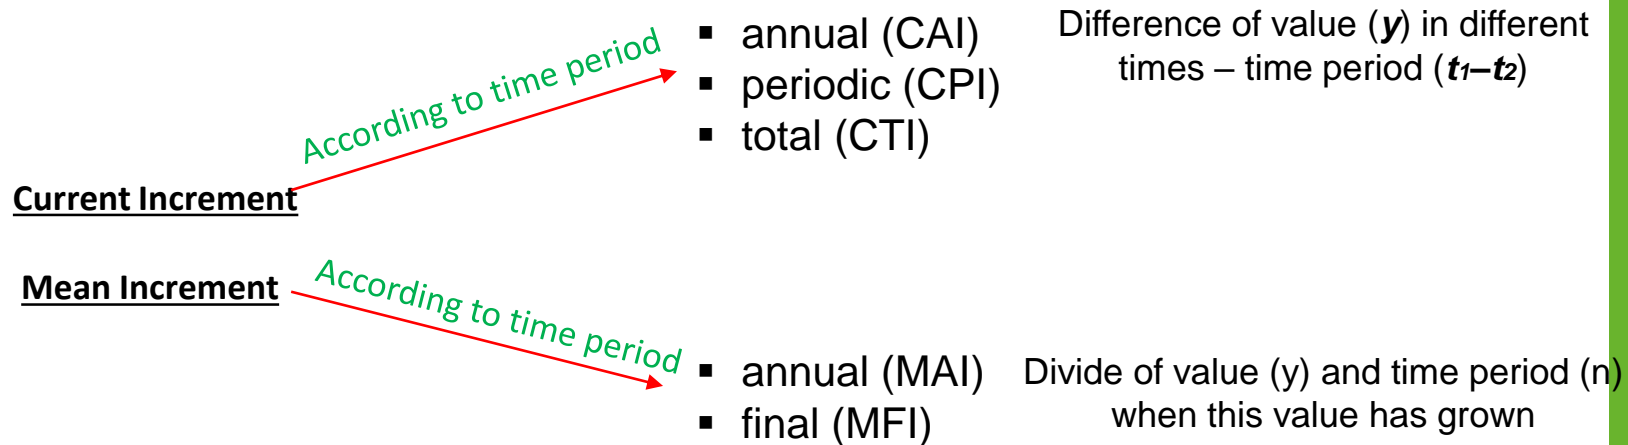 Current Increment
According to time period
▪ annual (CAI)
▪ periodic (CPI)
▪ total (CTI)
Difference of value (y) in different
times – time period (t1–t2)
Mean Increment
According to time period
▪ annual (MAI)
▪ final (MFI)
Divide of value (y) and time period (n)
when this value has grown